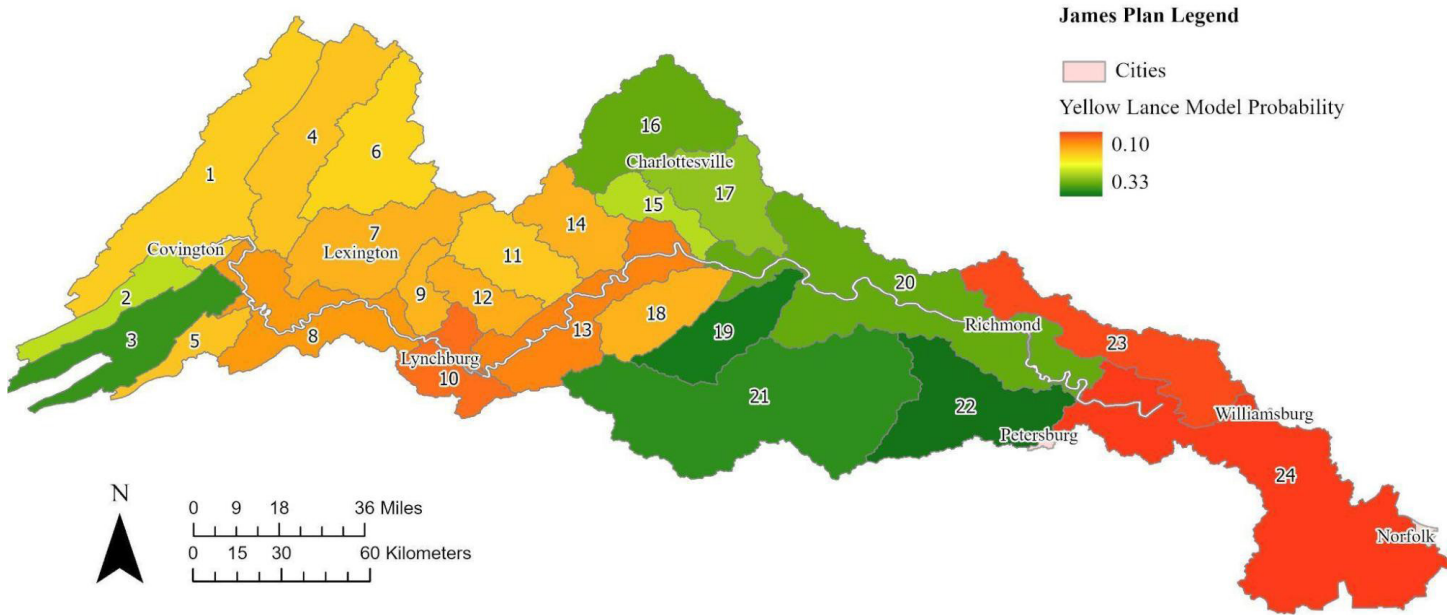 James Plan Legend
Cities
Yellow Lance Model Probability
0.10
0.33
16
4
6
Charlottesville
1
17
15
14
7
Covington
Lexington
11
20
2
9
12
18
Richmond
3
5
8
13
19
23
Lynchburg
10
21
22
Williamsburg
Petersburg
24
Norfolk
N
0 9 18 36 Miles
0 15 30 60 Kilometers